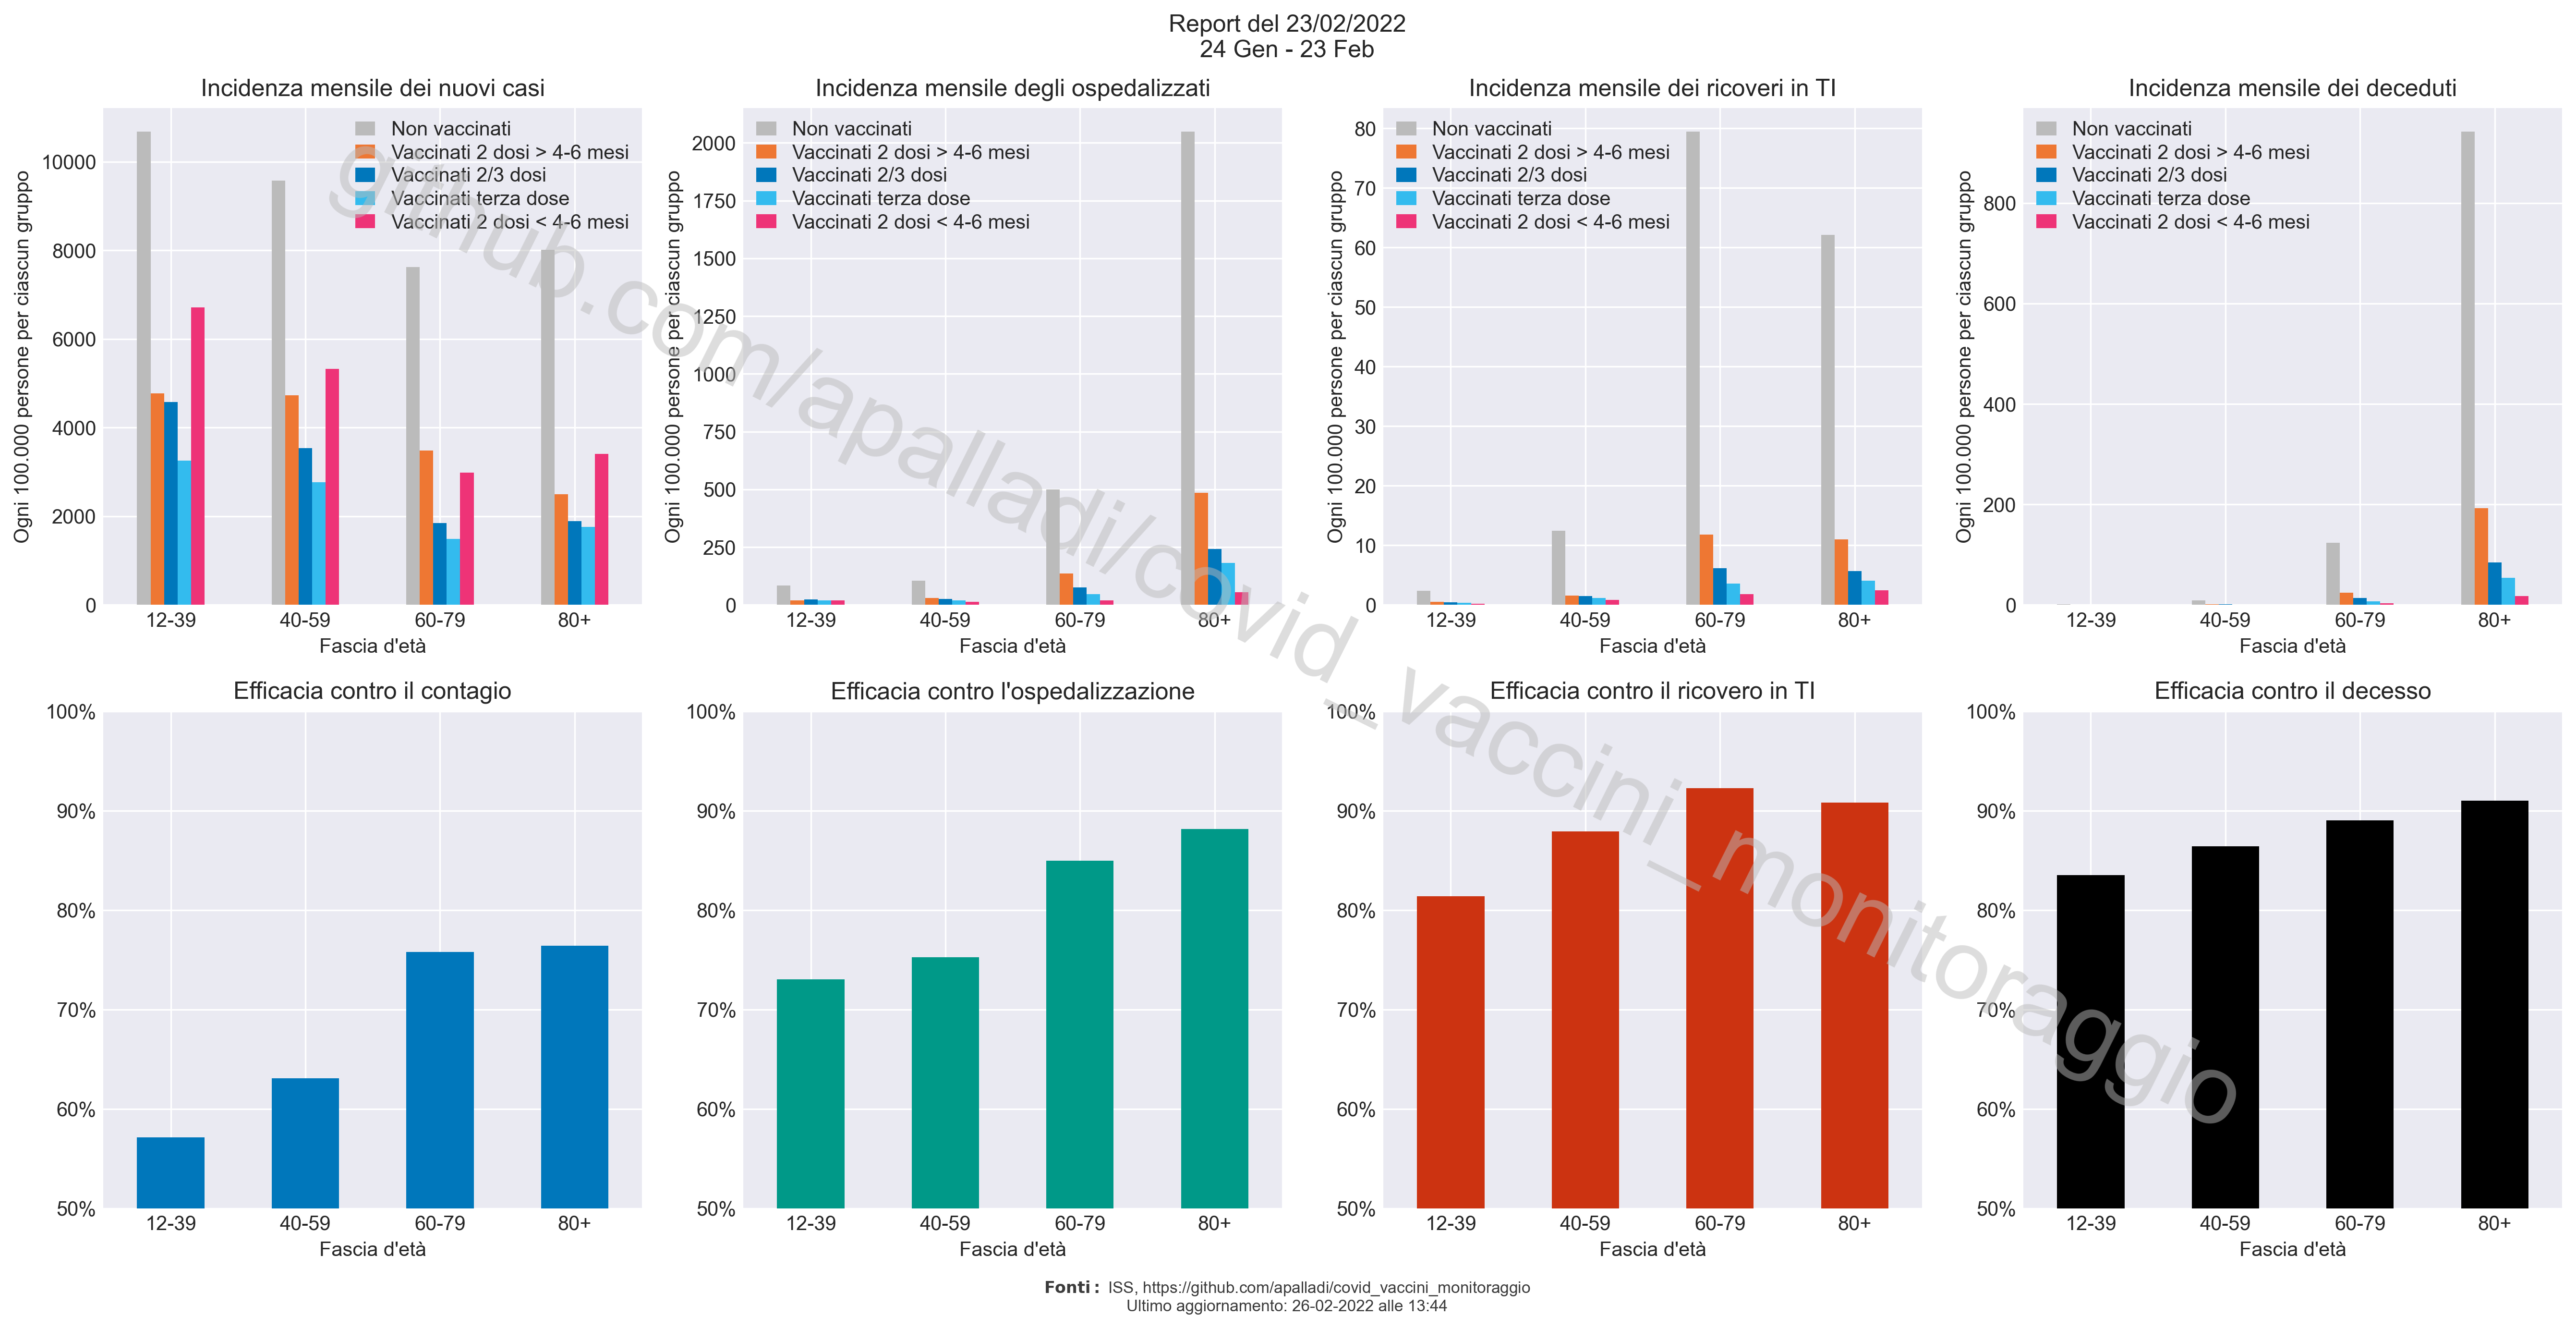 Report del 23/02/2022
24 Gen - 23 Feb
Incidenza mensile dei nuovi casi
Ogni 100.000 persone per ciascun gruppo
10000
8000
6000
4000
2000
0
Non vaccinati
Vaccinati 2 dosi > 4-6 mesi
Vaccinati 2/3 dosi
Vaccinati terza dose
Vaccinati 2 dosi < 4-6 mesi
12-39 40-59 60-79 80+
Fascia d'età
Incidenza mensile degli ospedalizzati
Ogni 100.000 persone per ciascun gruppo
2000
1750
1500
1250
1000
750
500
250
0
Non vaccinati
Vaccinati 2 dosi > 4-6 mesi
Vaccinati 2/3 dosi
Vaccinati terza dose
Vaccinati 2 dosi < 4-6 mesi
12-39 40-59 60-79 80+
Fascia d'età
Incidenza mensile dei ricoveri in TI
Ogni 100.000 persone per ciascun gruppo
80
70
60
50
40
30
20
10
0
Non vaccinati
Vaccinati 2 dosi > 4-6 mesi
Vaccinati 2/3 dosi
Vaccinati terza dose
Vaccinati 2 dosi < 4-6 mesi
12-39 40-59 60-79 80+
Fascia d'età
Incidenza mensile dei deceduti
Ogni 100.000 persone per ciascun gruppo
800
600
400
200
0
Non vaccinati
Vaccinati 2 dosi > 4-6 mesi
Vaccinati 2/3 dosi
Vaccinati terza dose
Vaccinati 2 dosi < 4-6 mesi
12-39 40-59 60-79 80+
Fascia d'età
Efficacia contro il contagio
100%
90%
80%
70%
60%
50%
12-39 40-59 60-79 80+
Fascia d'età
Efficacia contro l'ospedalizzazione
100%
90%
80%
70%
60%
50%
12-39 40-59 60-79 80+
Fascia d'età
Efficacia contro il ricovero in TI
100%
90%
80%
70%
60%
50%
12-39 40-59 60-79 80+
Fascia d'età
Efficacia contro il decesso
100%
90%
80%
70%
60%
50%
12-39 40-59 60-79 80+
Fascia d'età
github.com/apalladi/covid_vaccini_monitoraggio
Fonti: ISS, https://github.com/apalladi/covid_vaccini_monitoraggio
Ultimo aggiornamento: 26-02-2022 alle 13:44